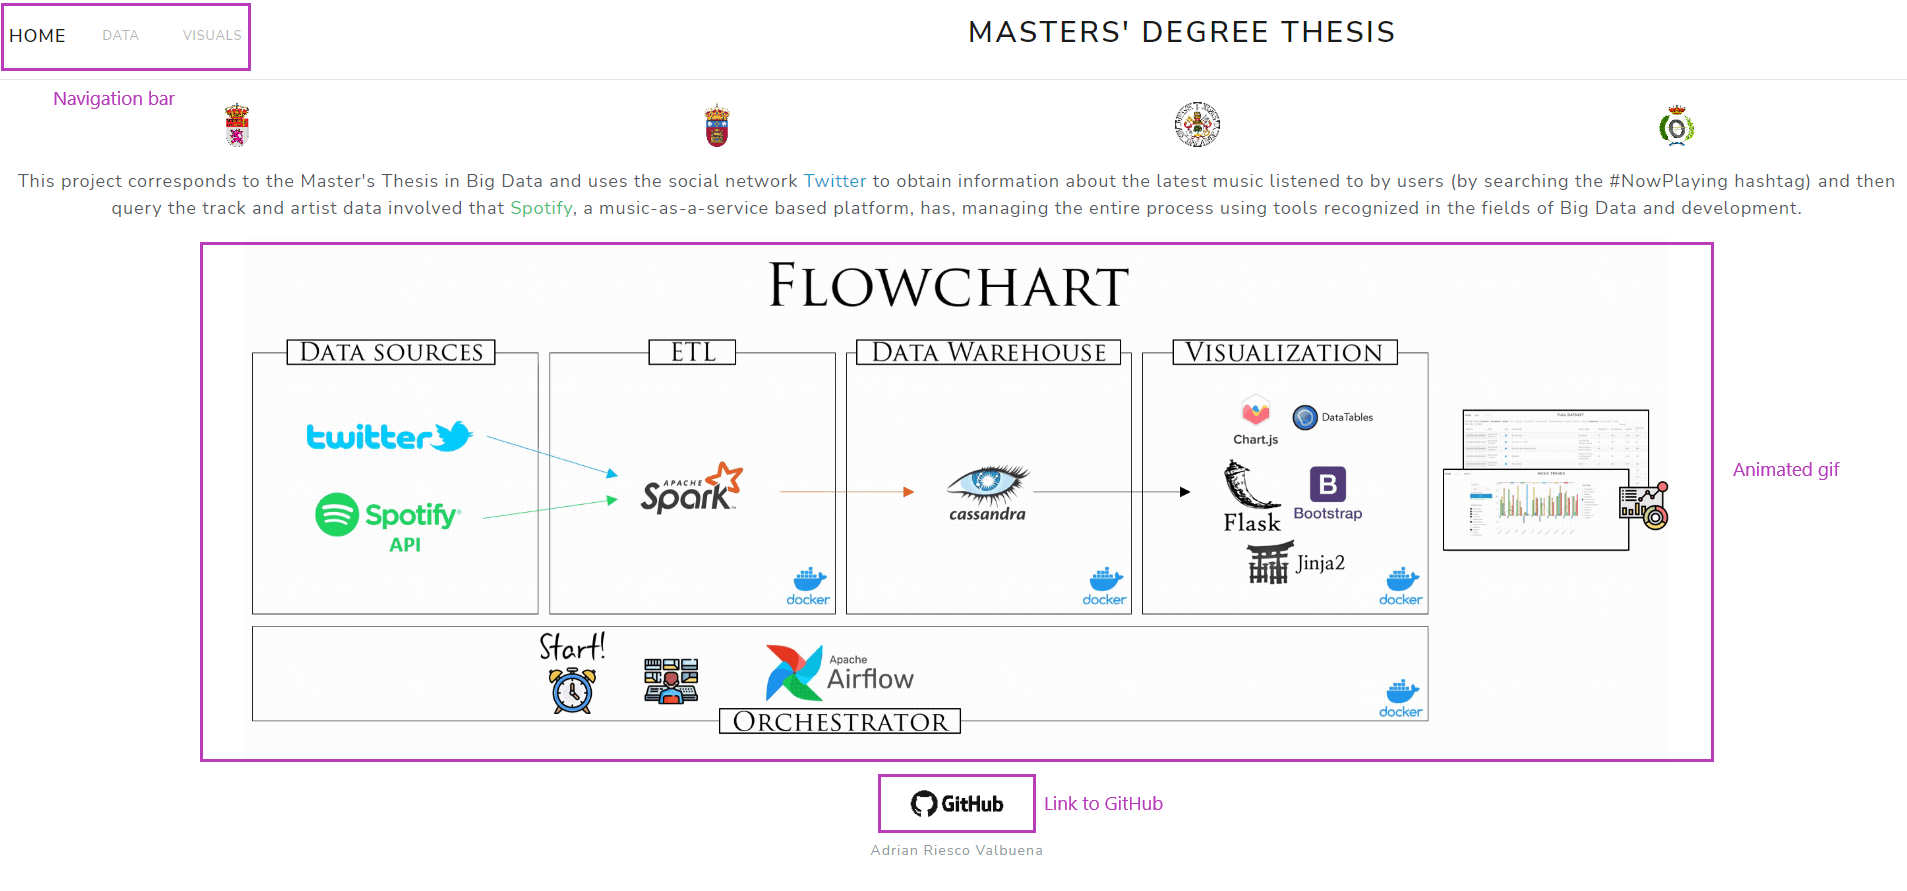 HOME DATA VISUALS
MASTERS' DEGREE THESIS
Navigation bar
This project corresponds to the Master's Thesis in Big Data and uses the social network Twitter to obtain information about the latest music listened to by users (by searching the #NowPlaying hashtag) and then
query the track and artist data involved that Spotify, a music-as-a-service based platform, has, managing the entire process using tools recognized in the fields of Big Data and development.
FLOWCHART
DATA SOURCES
ETL
DATA WAREHOUSE
VISUALIZATION
twitter
Spotify
API
APACHE
Spark
docker
cassandra
docker
Chart.js
DataTables
Flask
Bootstrap
Jinja2
docker
FULL DATASET
MUSIC TRENDS
Animated gif
Start!
Apache
Airflow
docker
ORCHESTRATOR
GitHub
Link to GitHub
Adrian Riesco Valbuena